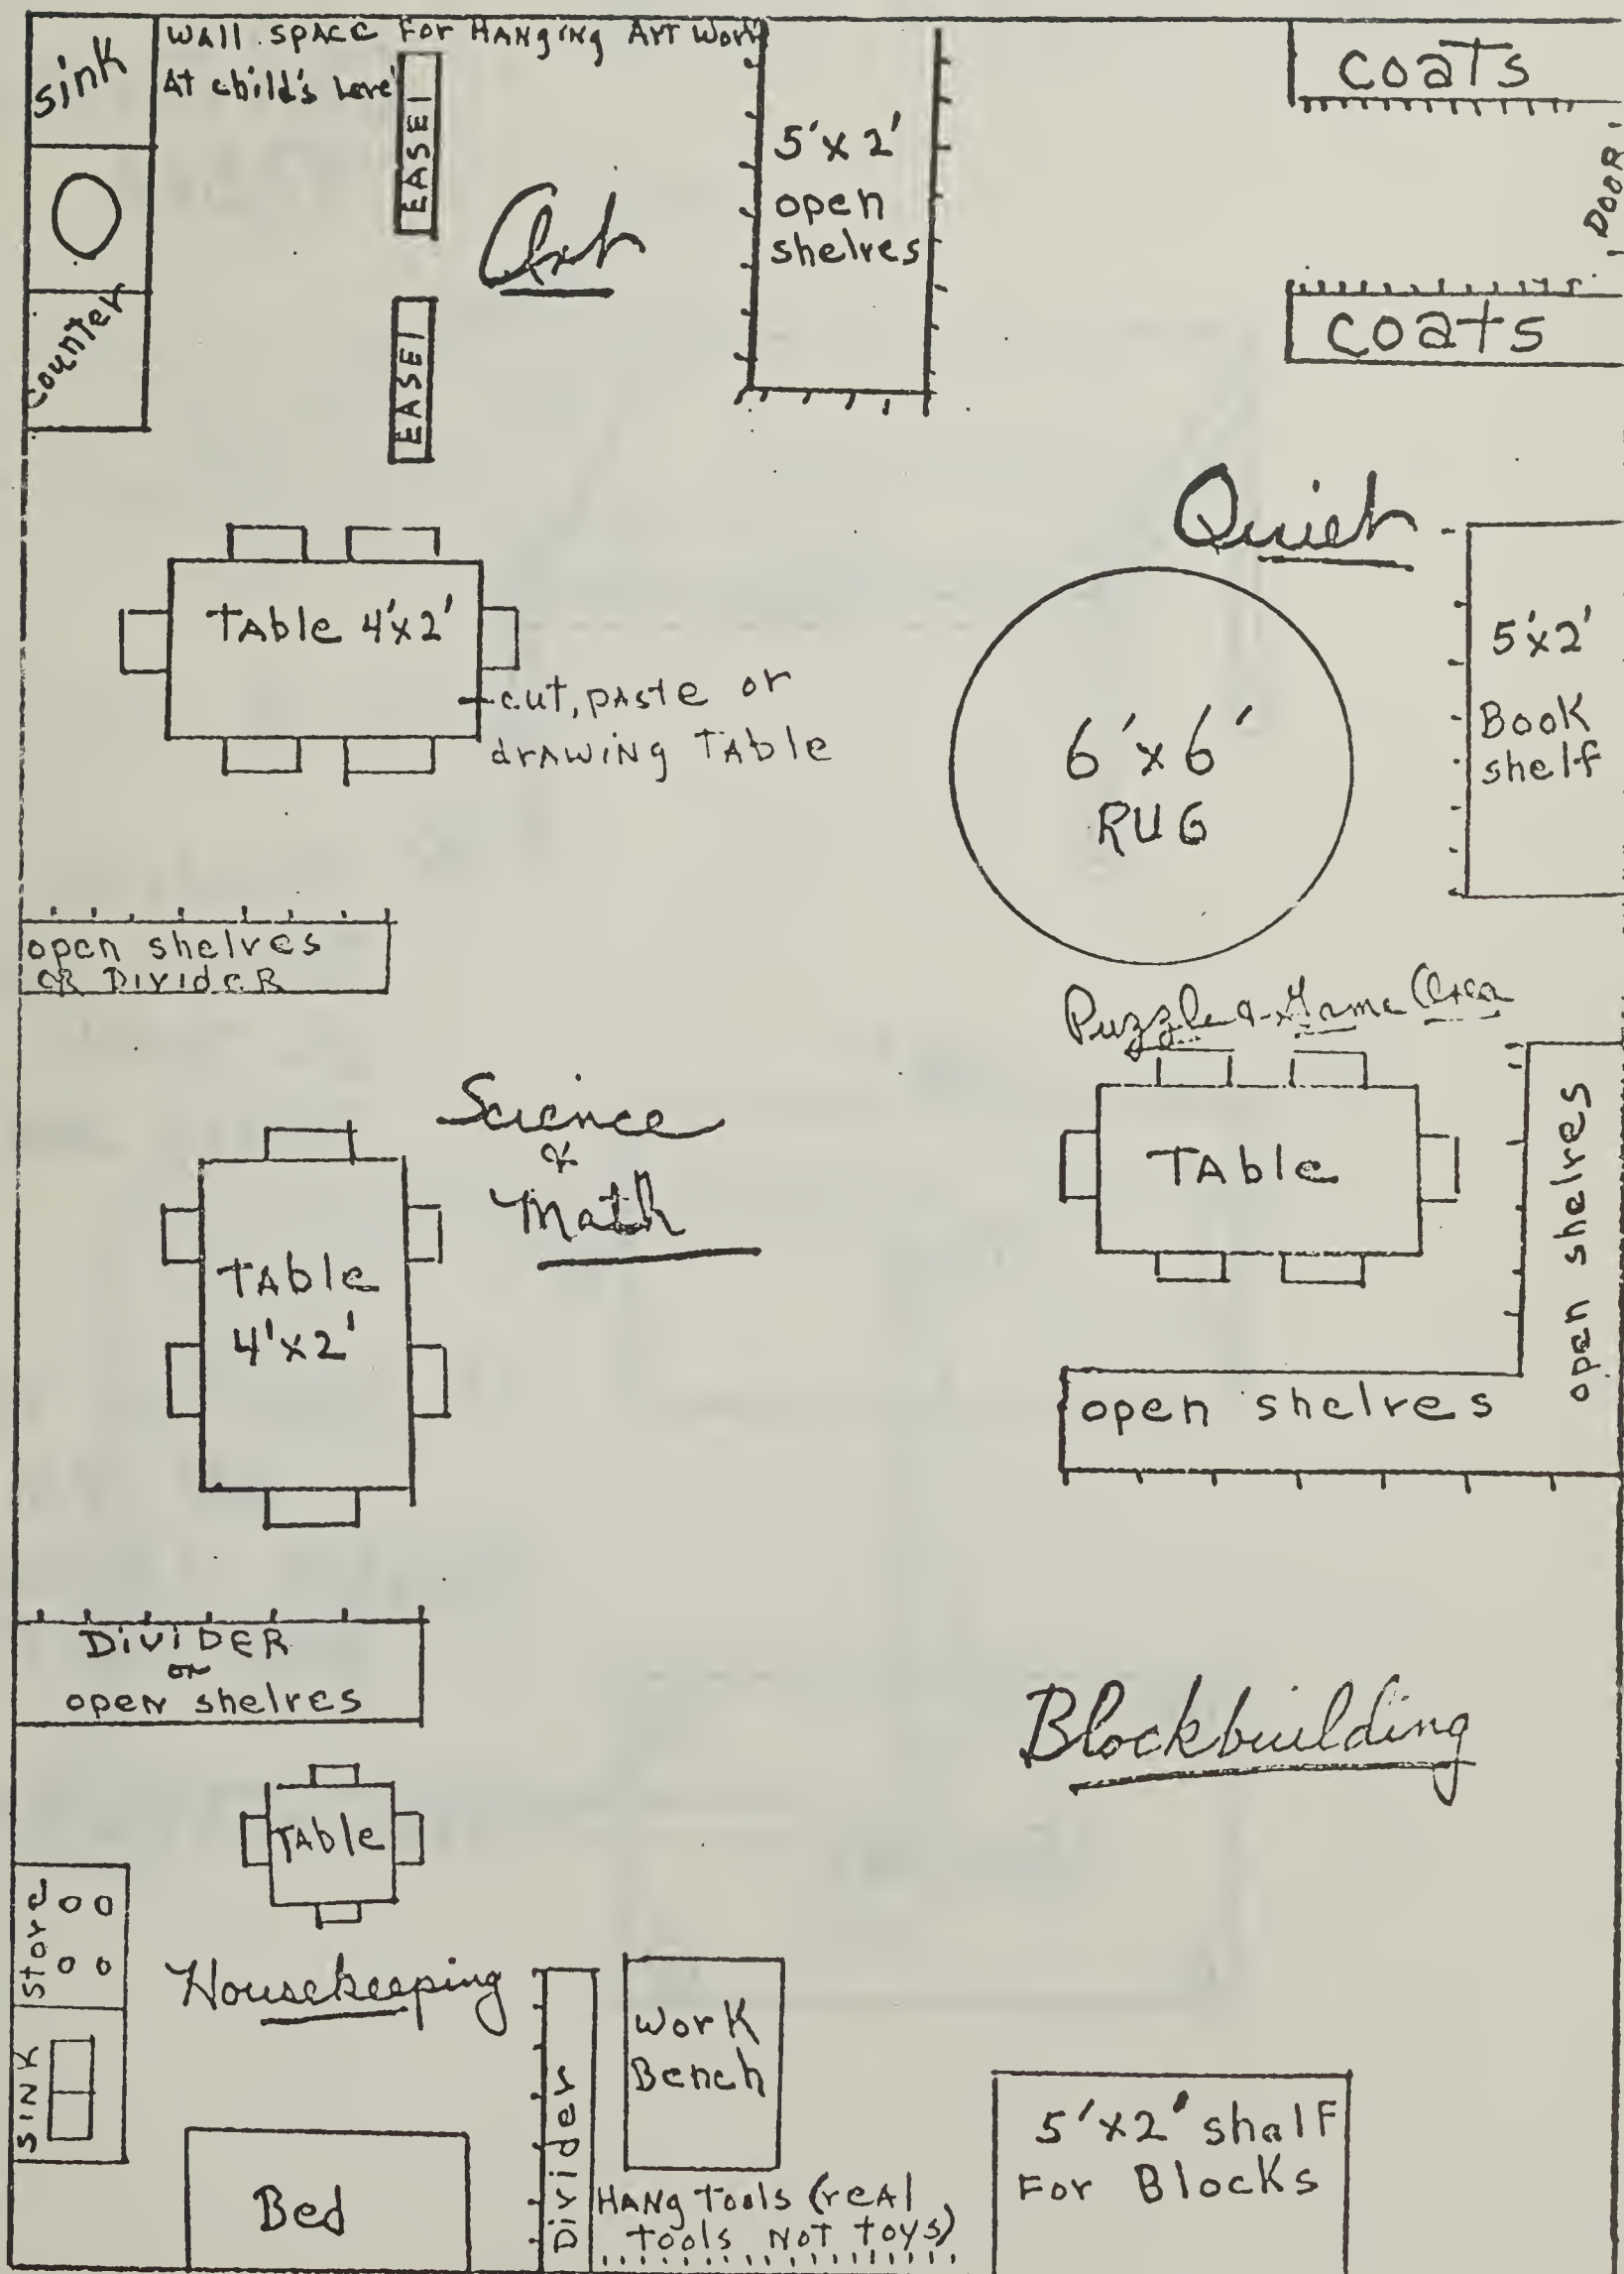 sink
WAll SPACE FoR HANgiNg ArT Work
At child's Level
EASEl
Art
5'x2'
open
shelves
coaTs
DOOR
coats
counter
EASEl
Quiet
TAble 4'x2'
cut, pAste or
drAwiNg TAble
6'x6'
RUG
5'x2'
Book
shelf
open shelves
OR DividER
Puzzle & Game Area
Science
&
Math
TAble
open shelves
TAble
4'x2'
open shelves
DiViDER
or
open shelves
Blockbuilding
TAble
Stove
Housekeeping
SINK
Work
Bench
Divider
Bed
HANg Tools (reAl
tools NoT toys)
5'x2' shelF
For Blocks